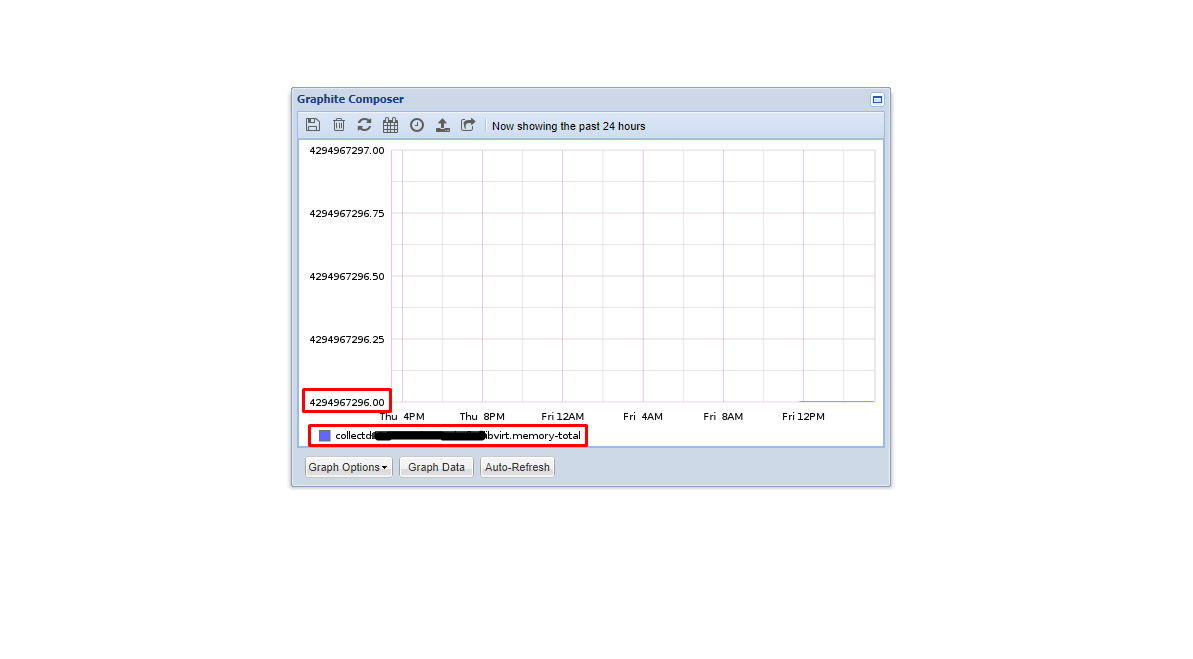 Graphite Composer
Now showing the past 24 hours
4294967297.00
4294967296.75
4294967296.50
4294967296.25
4294967296.00
Thu 4PM Thu 8PM Fri 12AM Fri 4AM Fri 8AM Fri 12PM
collectd ibvirt.memory-total
Graph Options Graph Data Auto-Refresh